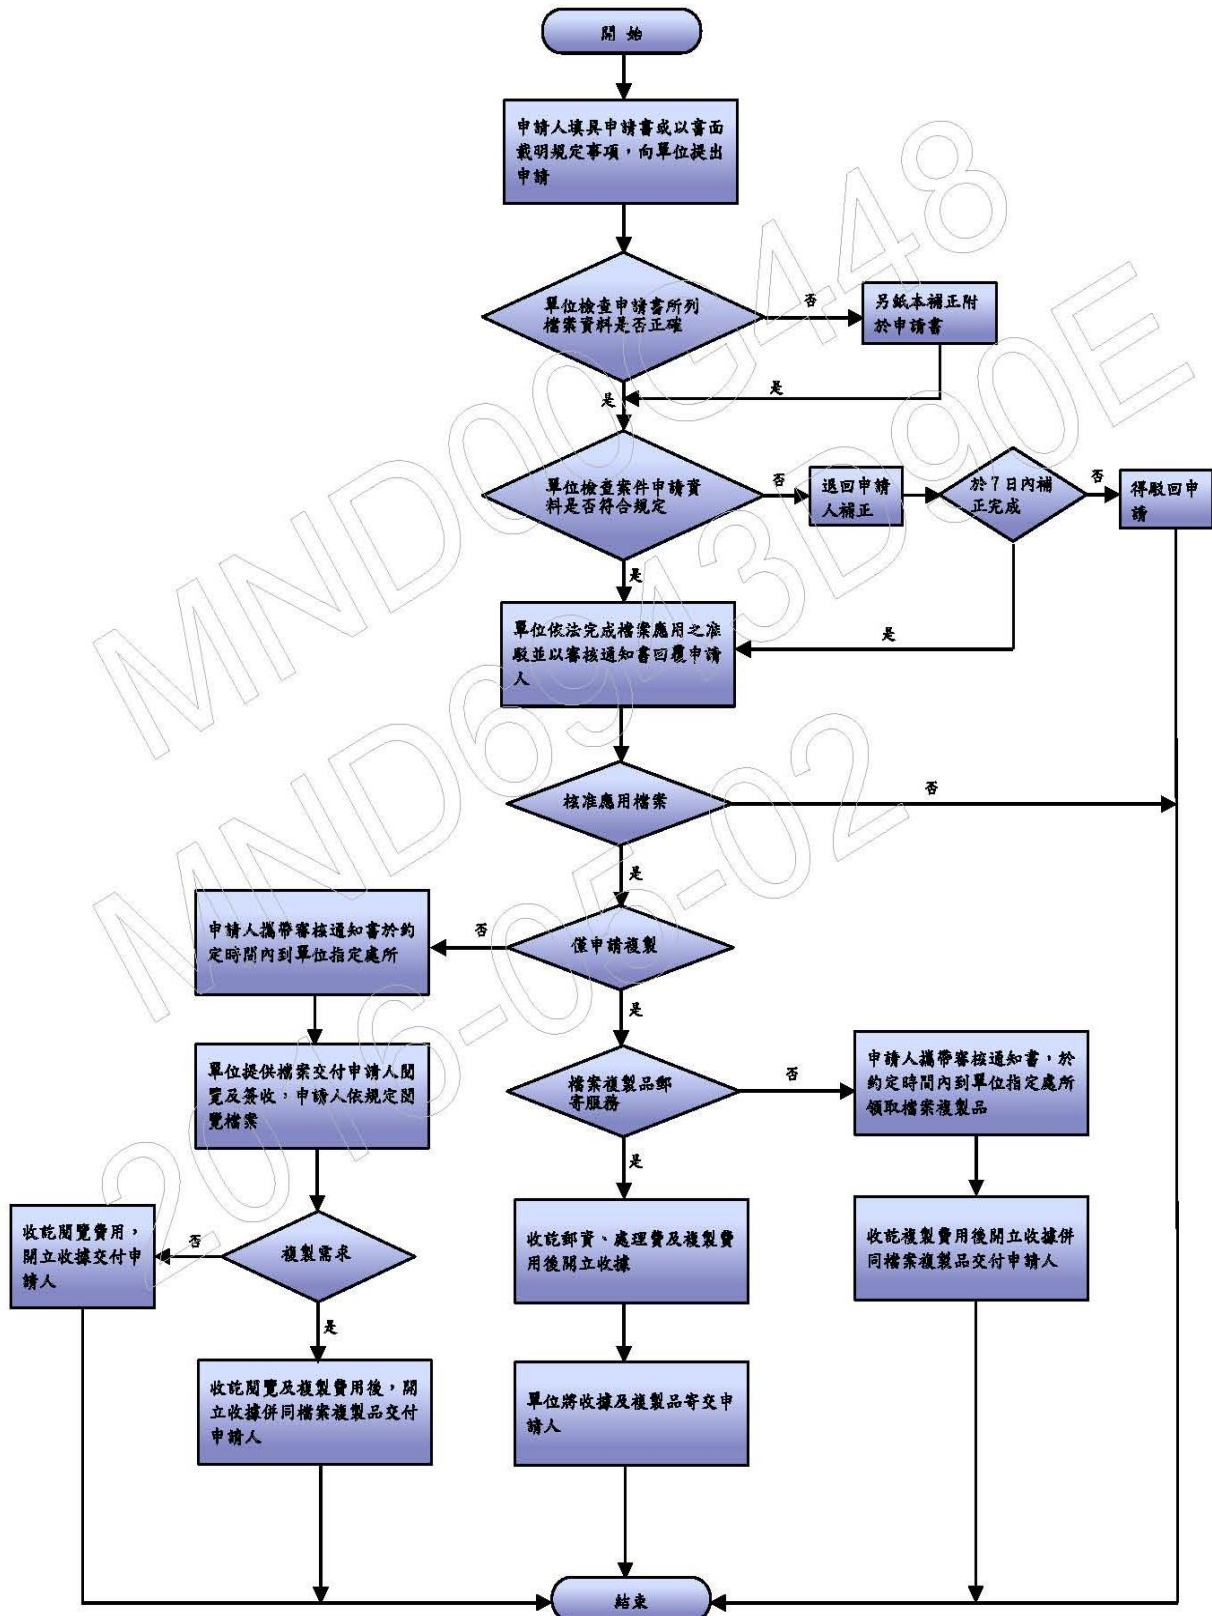 開 始
申請人填具申請書或以書面
載明規定事項，向單位提出
申請
單位檢查申請書所列
檔案資料是否正確
否
另紙本補正附
於申請書
是
是
單位檢查案件申請資
料是否符合規定
否
退回申請
人補正
於7日內補
正完成
否
得駁回申
請
是
是
單位依法完成檔案應用之准
駁並以審核通知書回覆申請
人
核准應用檔案
否
是
僅申請複製
否
申請人攜帶審核通知書於約
定時間內到單位指定處所
是
單位提供檔案交付申請人閱
覽及簽收，申請人依規定閱
覽檔案
檔案複製品郵
寄服務
否
申請人攜帶審核通知書，於
約定時間內到單位指定處所
領取檔案複製品
是
複製需求
否
收訖閱覽費用，
開立收據交付申
請人
收訖郵資、處理費及複製費
用後開立收據
收訖複製費用後開立收據併
同檔案複製品交付申請人
是
收訖閱覽及複製費用後，開
立收據併同檔案複製品交付
申請人
單位將收據及複製品寄交申
請人
結束
MND00G448
MND6943D90E
2016-05-02